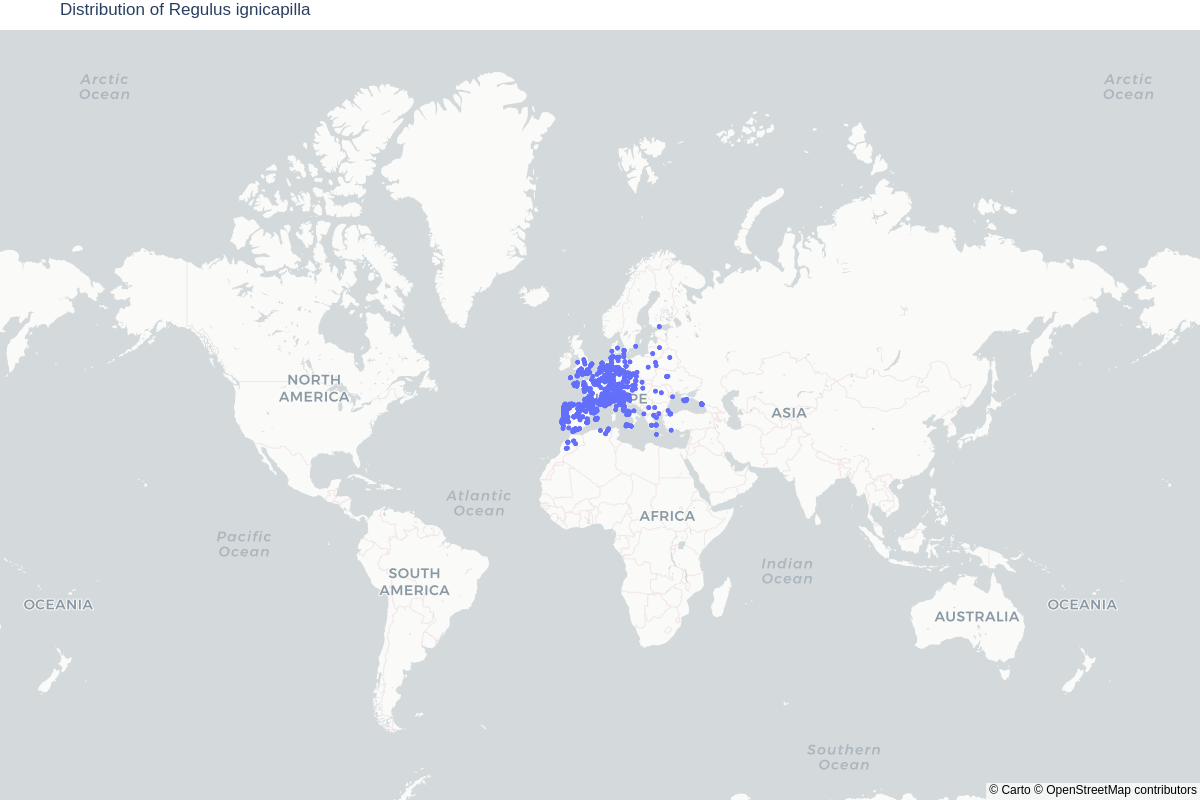 Distribution of Regulus ignicapilla
Arctic
Ocean
Arctic
Ocean
NORTH
AMERICA
PE
ASIA
Atlantic
Ocean
AFRICA
Pacific
Ocean
Indian
Ocean
SOUTH
AMERICA
OCEANIA
OCEANIA
AUSTRALIA
Southern
Ocean
© Carto © OpenStreetMap contributors